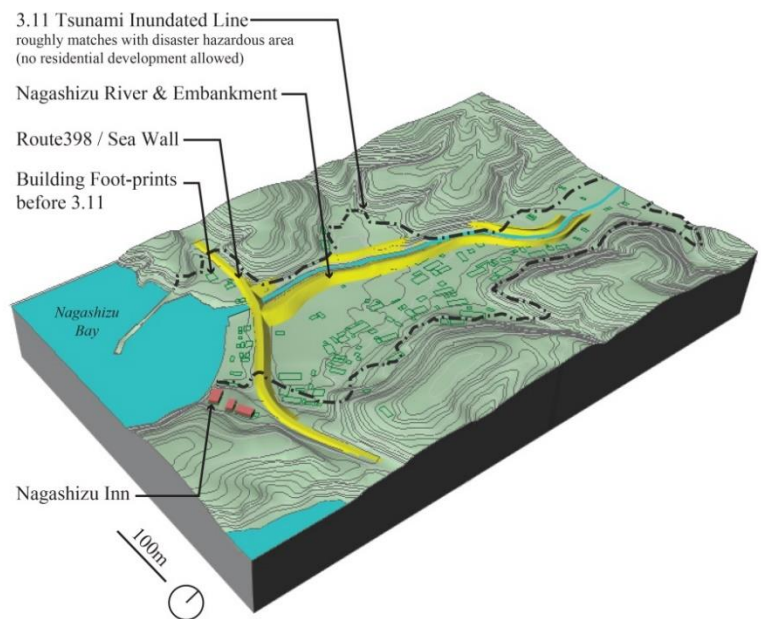 3.11 Tsunami Inundated Line
roughly matches with disaster hazardous area
(no residential development allowed)
Nagashizu River & Embankment
Route398 / Sea Wall
Building Foot-prints
before 3.11
Nagashizu
Bay
Nagashizu Inn
100m